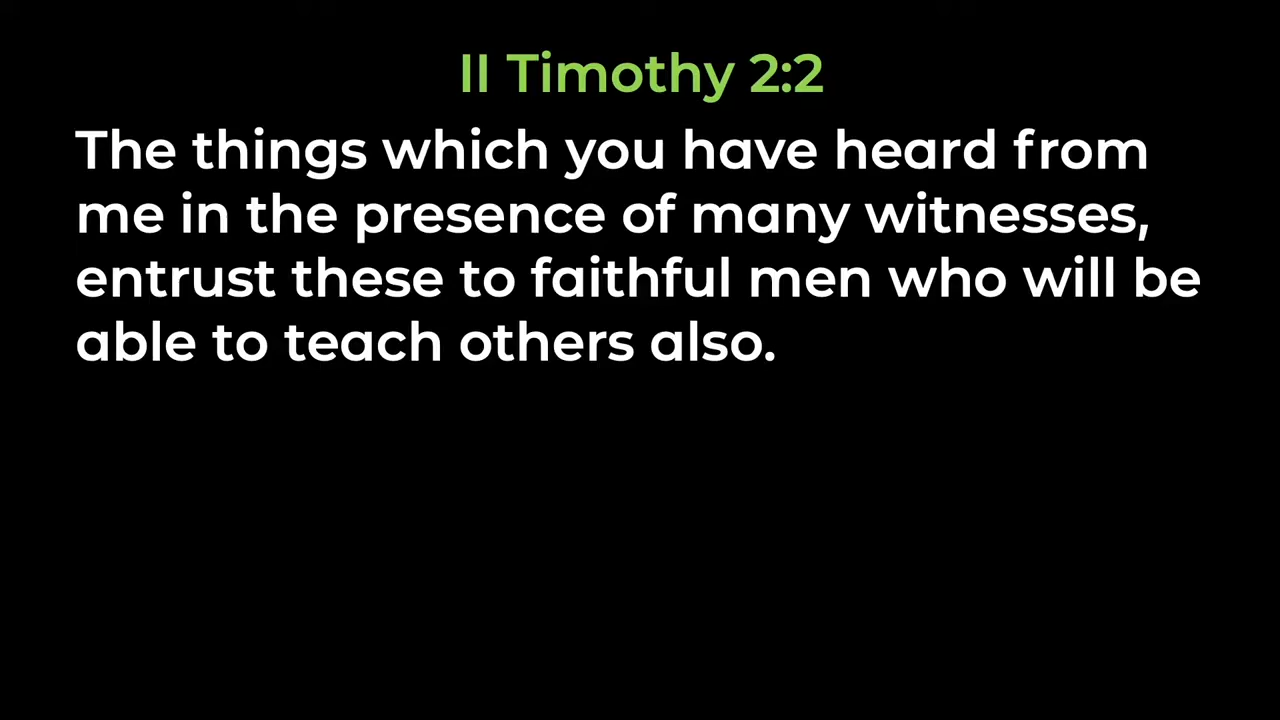 II Timothy 2:2
The things which you have heard from
me in the presence of many witnesses,
entrust these to faithful men who will be
able to teach others also.